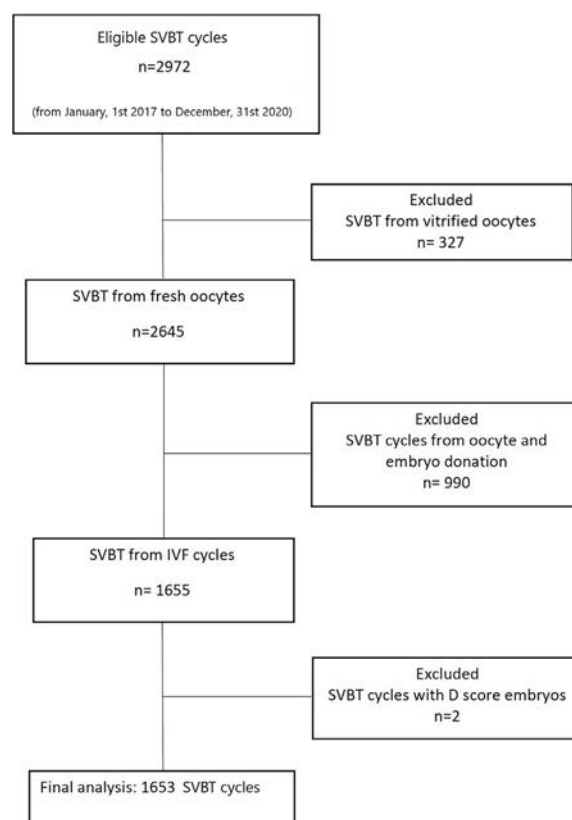 Eligible SVBT cycles
n=2972
(from January, 1st 2017 to December, 31st 2020)
Excluded
SVBT from vitrified oocytes
n= 327
SVBT from fresh oocytes
n=2645
Excluded
SVBT cycles from oocyte and
embryo donation
n= 990
SVBT from IVF cycles
n= 1655
Excluded
SVBT cycles with D score embryos
n=2
Final analysis: 1653 SVBT cycles